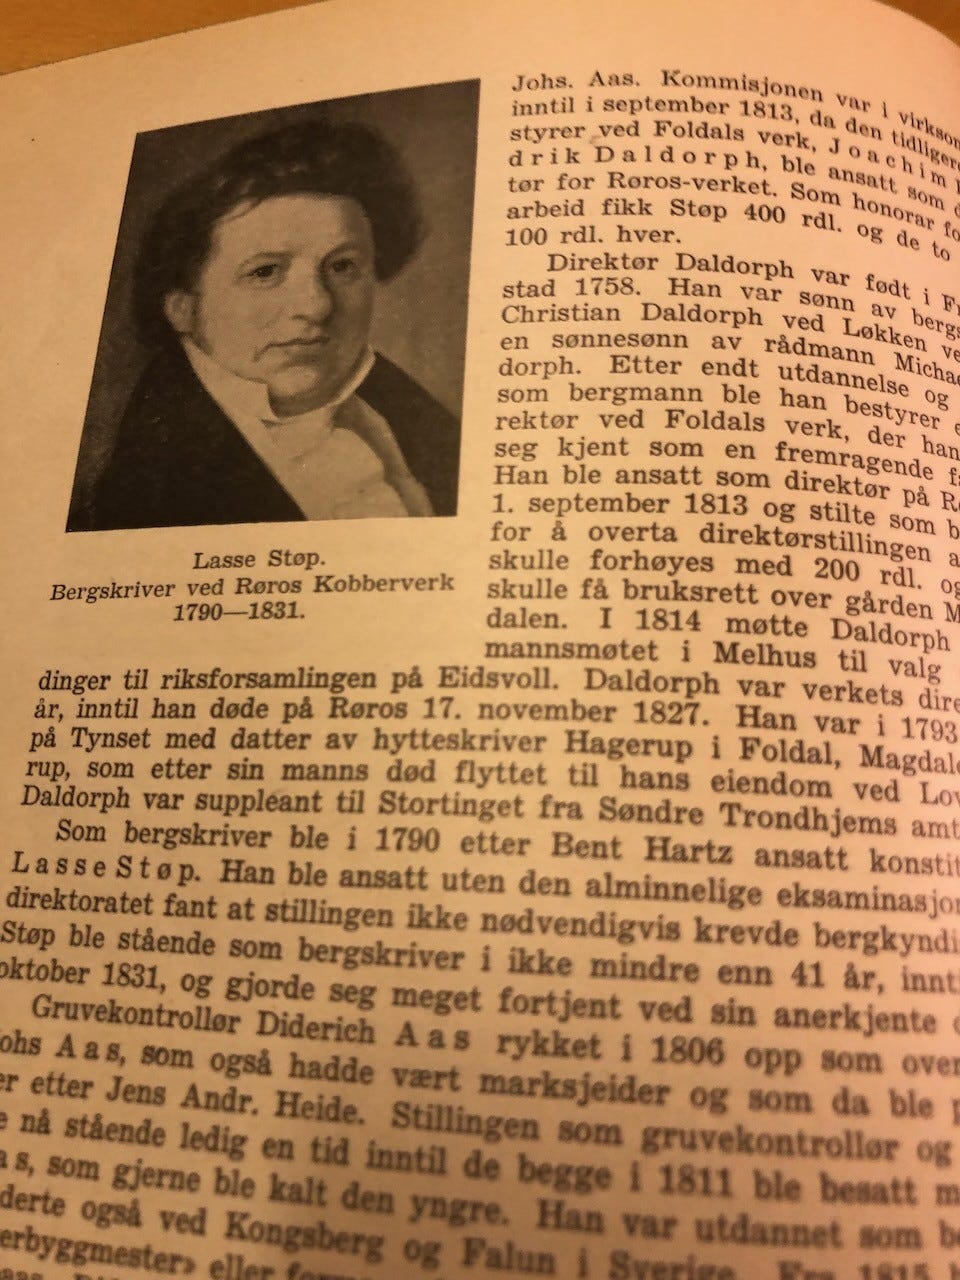 Johs. Aas. Kommisjonen var i
inntil i september 1813, da den
styrer ved Foldals verk, Joachim
drik Daldorph, ble ansatt som
tør for Røros-verket. Som honorar
arbeid fikk Støp 400 rdl. og de to
100 rdl. hver.
Direktør Daldorph var født i
stad 1758. Han var sønn av
Christian Daldorph ved Løkken
en sønnesønn av rådmann
dorph. Etter endt utdannelse og
som bergmann ble han bestyrer
rektør ved Foldals verk, der han
seg kjent som en fremragende
Han ble ansatt som direktør på
1. september 1813 og stilte som
for å overta direktørstillingen
skulle forhøyes med 200 rdl.
skulle få bruksrett over gården
dalen. I 1814 møtte Daldorph
mannsmøtet i Melhus til valg
Lasse Støp.
Bergskriver ved Røros Kobberverk
1790—1831.
dinger til riksforsamlingen på Eidsvoll. Daldorph var verkets
år, inntil han døde på Røros 17. november 1827. Han var i 1793
på Tynset med datter av hytteskriver Hagerup i Foldal,
rup, som etter sin manns død flyttet til hans eiendom ved
Daldorph var suppleant til Stortinget fra Søndre Trondhjems amt
Som bergskriver ble i 1790 etter Bent Hartz ansatt
Lasse Støp. Han ble ansatt uten den alminnelige
direktoratet fant at stillingen ikke nødvendigvis krevde
Støp ble stående som bergskriver i ikke mindre enn 41 år,
oktober 1831, og gjorde seg meget fortjent ved sin anerkjente
Gruvekontrollør Diderich Aas rykket i 1806 opp som
Aas, som også hadde vært marksjeider og som da ble
etter Jens Andr. Heide. Stillingen som gruvekontrollør og
nå stående ledig en tid inntil de begge i 1811 ble besatt
som gjerne ble kalt den yngre. Han var utdannet som
også ved Kongsberg og Falun i Sverige. Fra 1815
eller